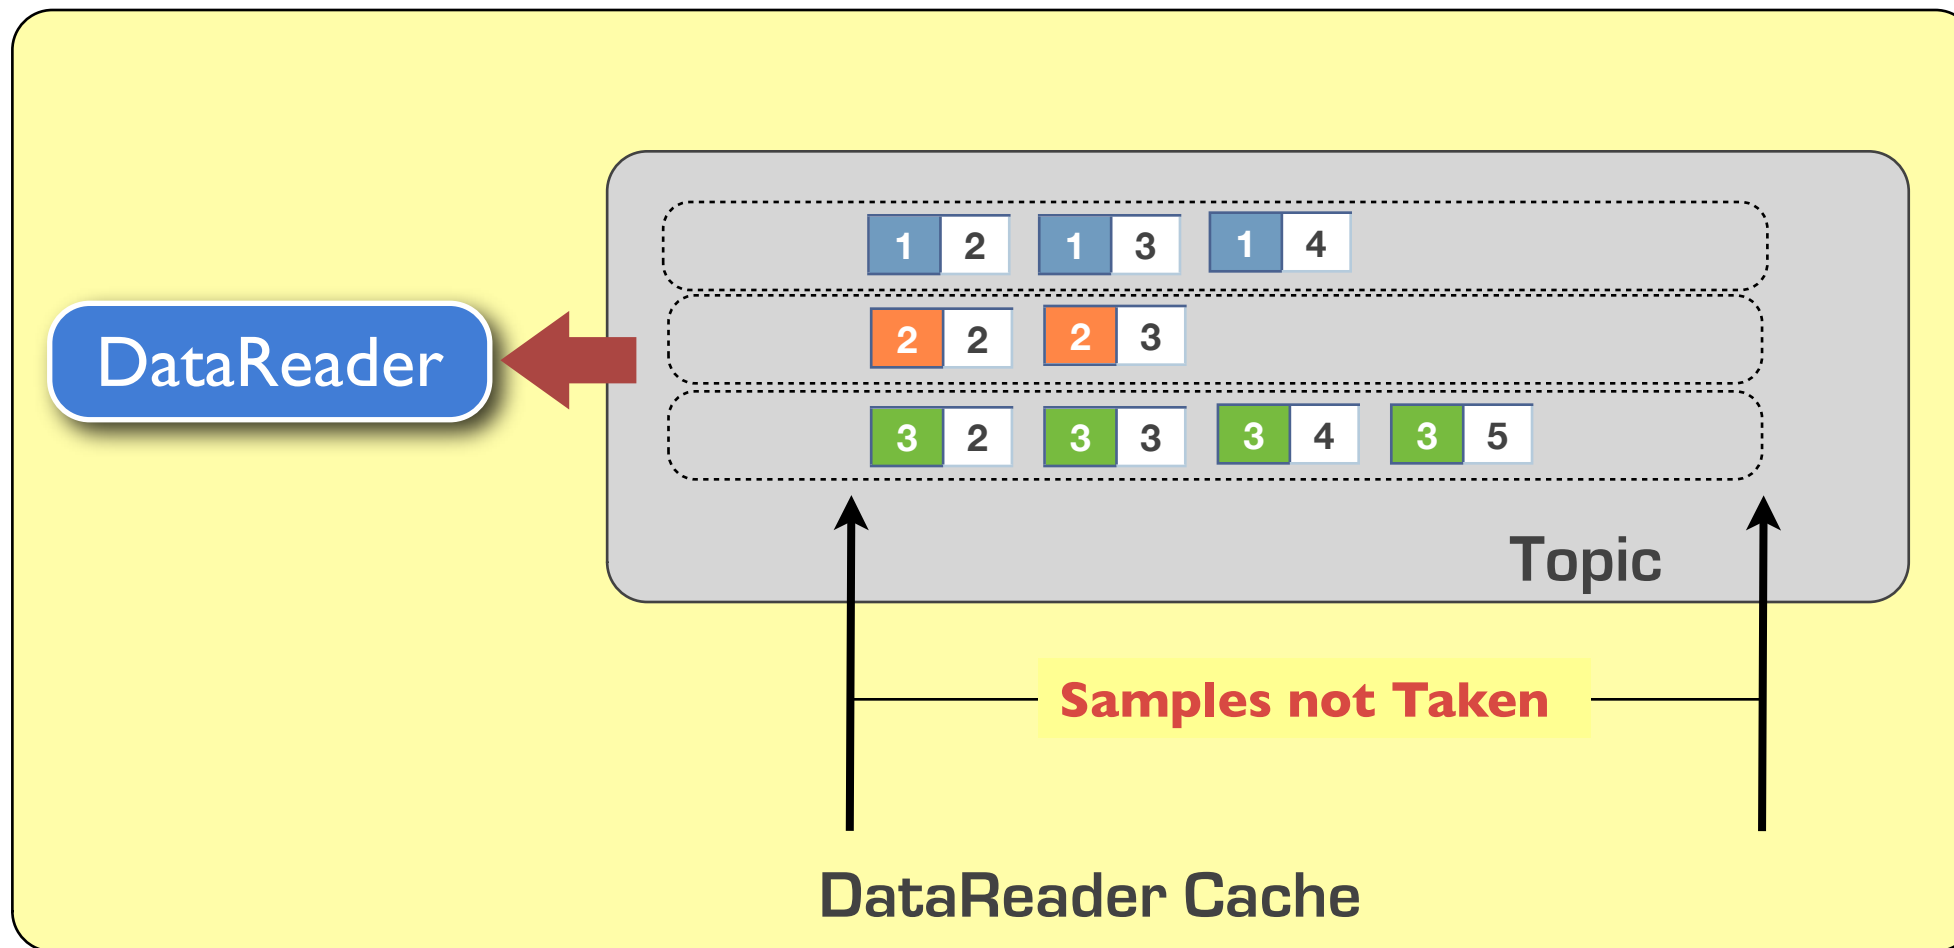 1 2 1 3 1 4
2 2 2 3
DataReader
3 2 3 3 3 4 3 5
Topic
Samples not Taken
DataReader Cache